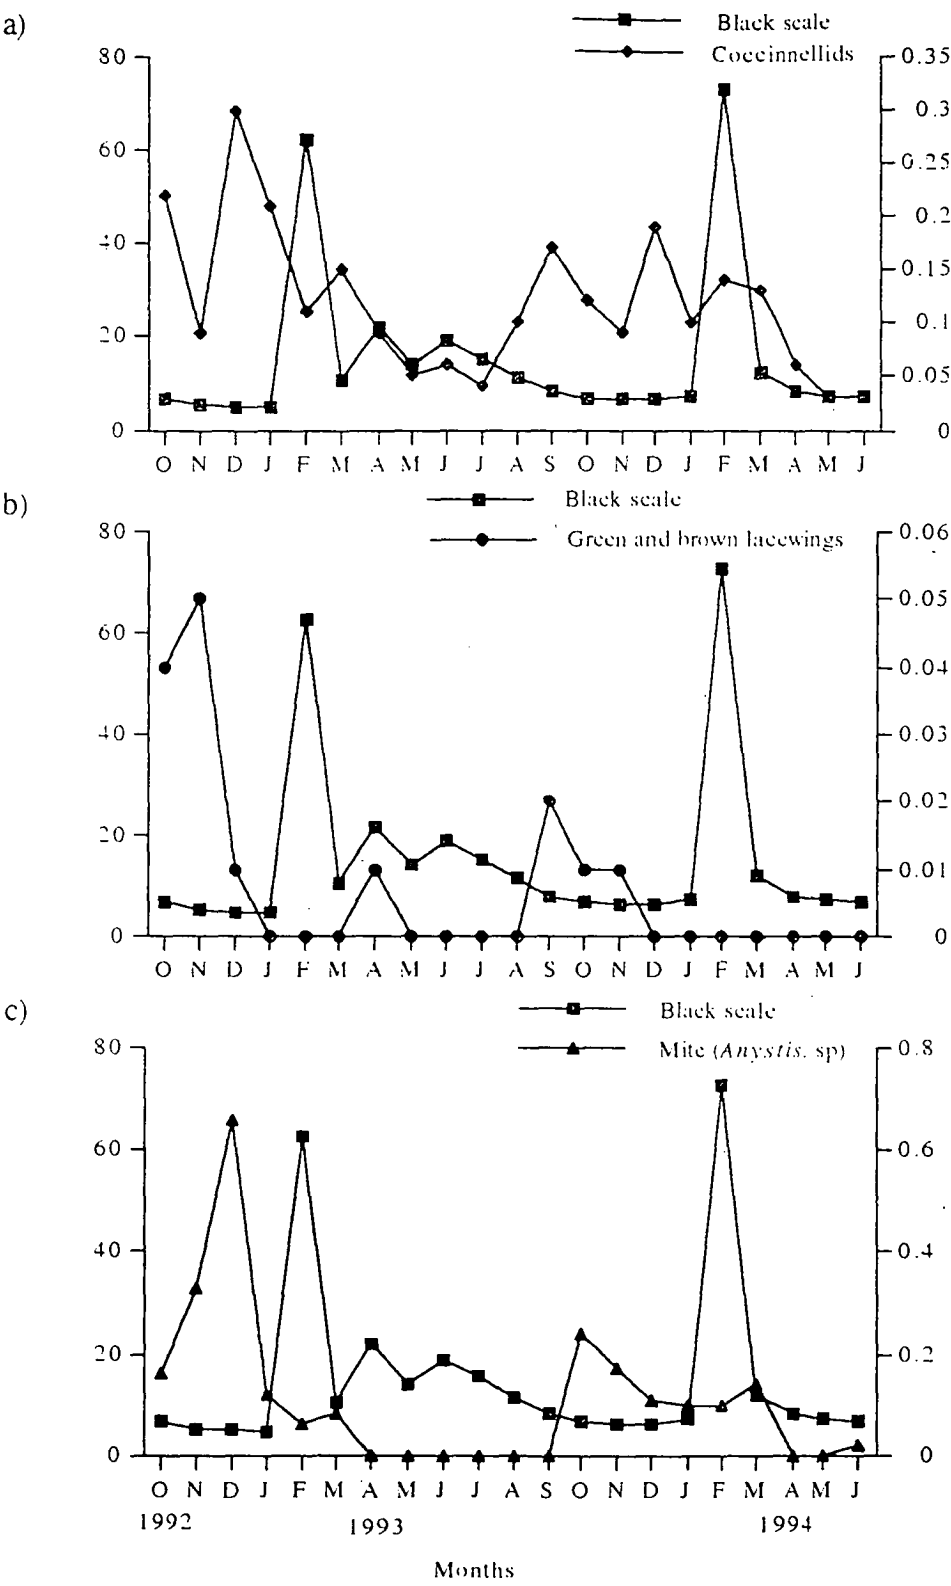 a)
Black scale
Coccinnellids
80
60
40
20
0
0.35
0.3
0.25
0.2
0.15
0.1
0.05
0
O N D J F M A M J J A S O N D J F M A M J
b)
Black scale
Green and brown lacewings
80
60
40
20
0
0.06
0.05
0.04
0.03
0.02
0.01
0
O N D J F M A M J J A S O N D J F M A M J
c)
Black scale
Mite (Anystis. sp)
80
60
40
20
0
0.8
0.6
0.4
0.2
0
O N D J F M A M J J A S O N D J F M A M J
1992 1993 1994
Months